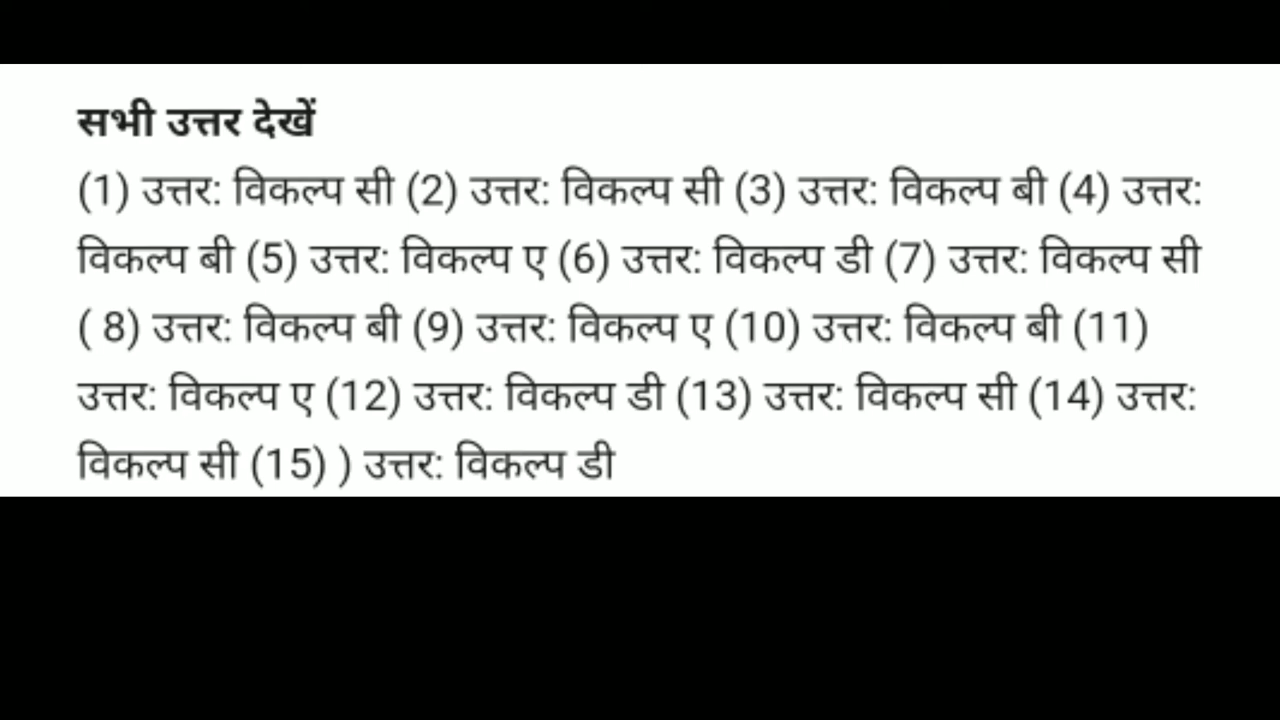 सभी उत्तर देखें
(1) उत्तर: विकल्प सी (2) उत्तर: विकल्प सी (3) उत्तर: विकल्प बी (4) उत्तर:
विकल्प बी (5) उत्तर: विकल्प ए (6) उत्तर: विकल्प डी (7) उत्तर: विकल्प सी
( 8) उत्तर: विकल्प बी (9) उत्तर: विकल्प ए (10) उत्तर: विकल्प बी (11)
उत्तर: विकल्प ए (12) उत्तर: विकल्प डी (13) उत्तर: विकल्प सी (14) उत्तर:
विकल्प सी (15) ) उत्तर: विकल्प डी